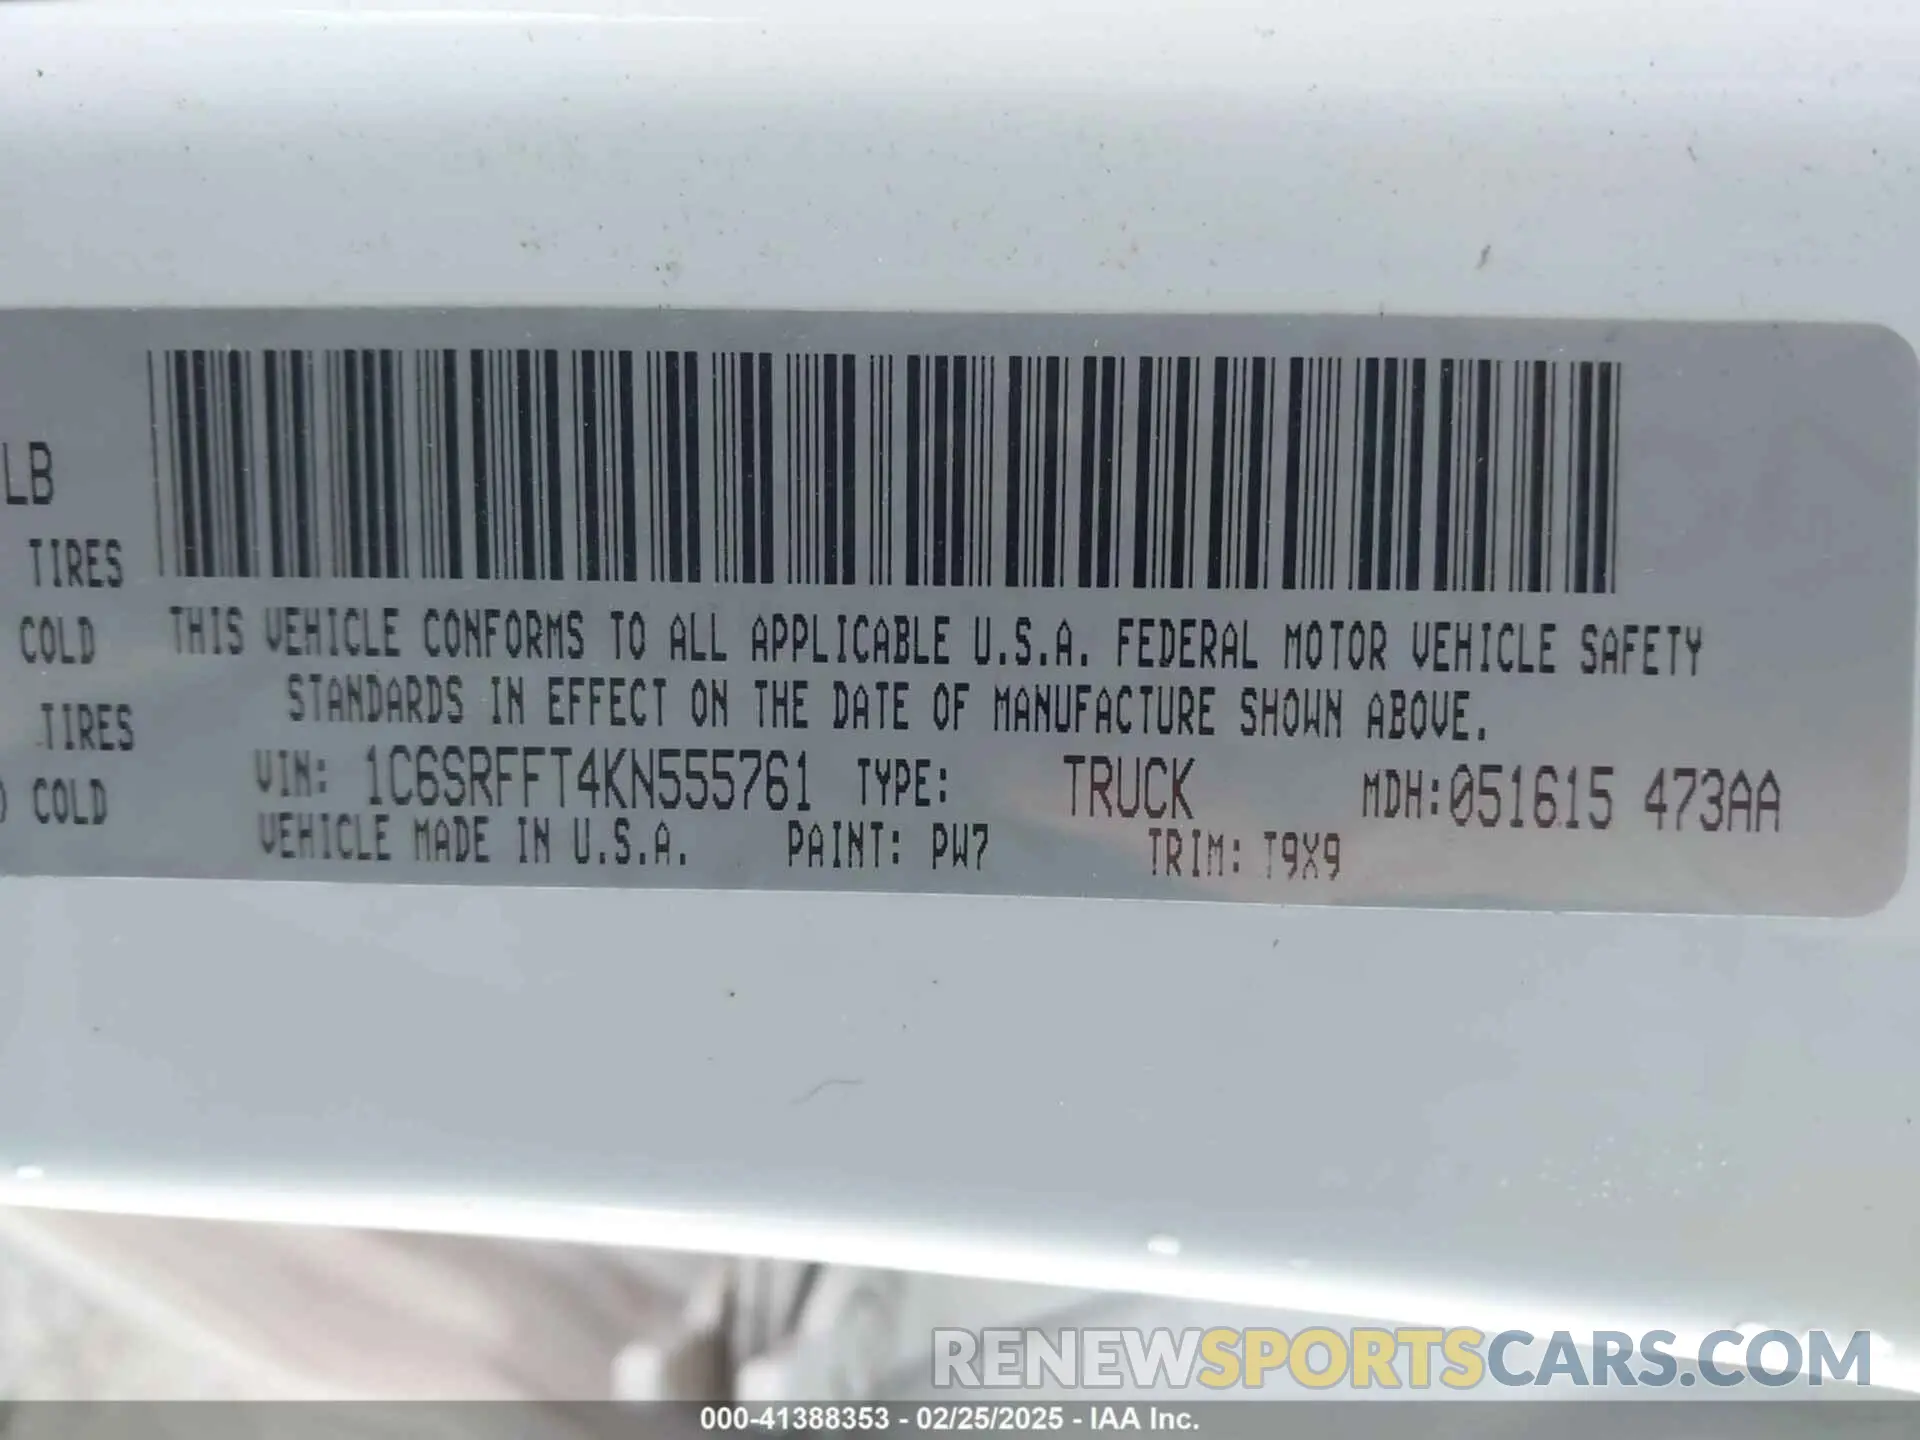 LB
TIRES
COLD
TIRES
COLD
THIS VEHICLE CONFORMS TO ALL APPLICABLE U.S.A. FEDERAL MOTOR VEHICLE SAFETY
STANDARDS IN EFFECT ON THE DATE OF MANUFACTURE SHOWN ABOVE.
VIN: 1C6SRFFT4KN555761 TYPE: TRUCK MDH:051615 473AA
VEHICLE MADE IN U.S.A. PAINT: PW7 TRIM: T9X9
RENEWSPORTSCARS.COM
000-41388353 - 02/25/2025 - IAA Inc.